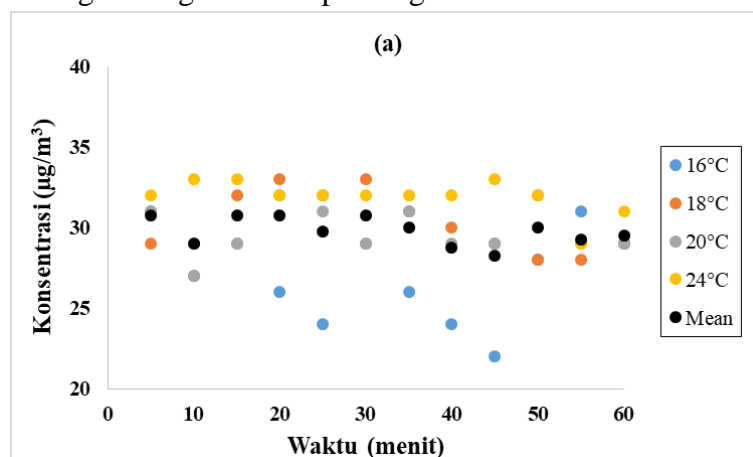 (a)
Konsentrasi (µg/m³)
40
35
30
25
20
0 10 20 30 40 50 60
Waktu (menit)
16°C
18°C
20°C
24°C
Mean